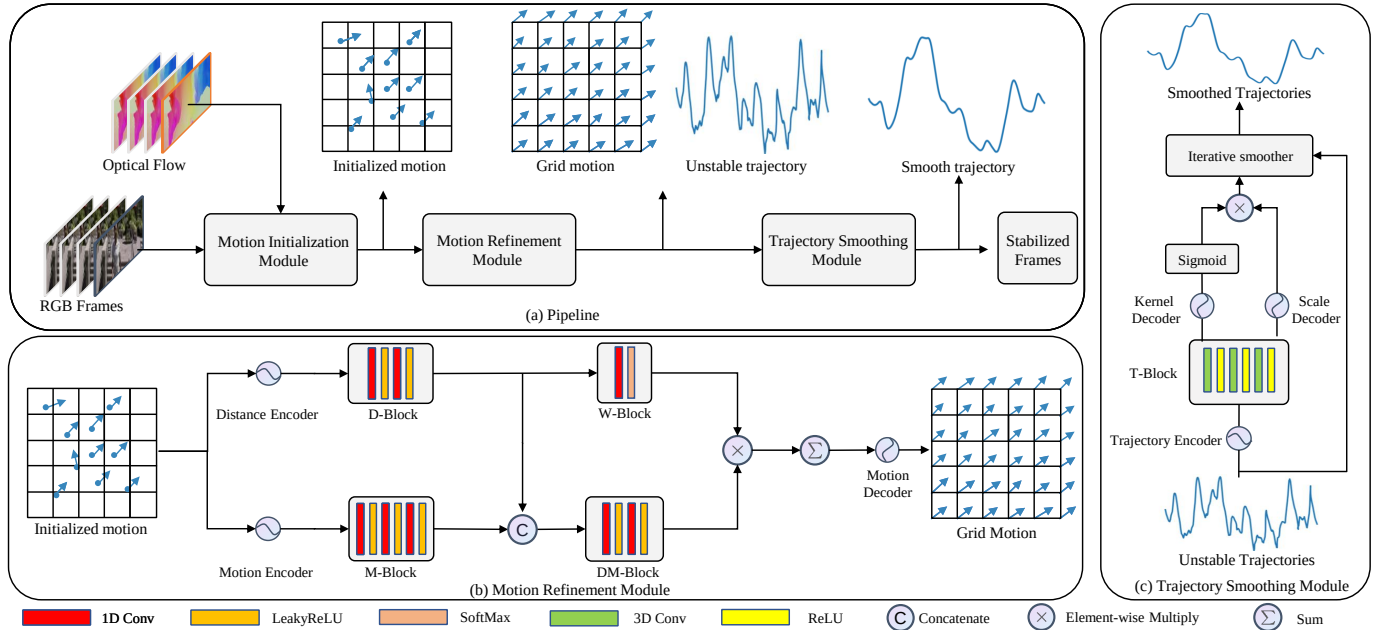 Optical Flow
Initialized motion
Grid motion
Unstable trajectory
Smooth trajectory
RGB Frames
Motion Initialization
Module
Motion Refinement
Module
Trajectory Smoothing
Module
Stabilized
Frames
(a) Pipeline
Initialized motion
Distance Encoder
D-Block
W-Block
Motion Encoder
M-Block
C
DM-Block
×
Σ
Motion
Decoder
Grid Motion
(b) Motion Refinement Module
Smoothed Trajectories
Iterative smoother
×
Sigmoid
Kernel
Decoder
Scale
Decoder
T-Block
Trajectory Encoder
Unstable Trajectories
(c) Trajectory Smoothing Module
1D Conv
LeakyReLU
SoftMax
3D Conv
ReLU
C Concatenate
× Element-wise Multiply
Σ Sum